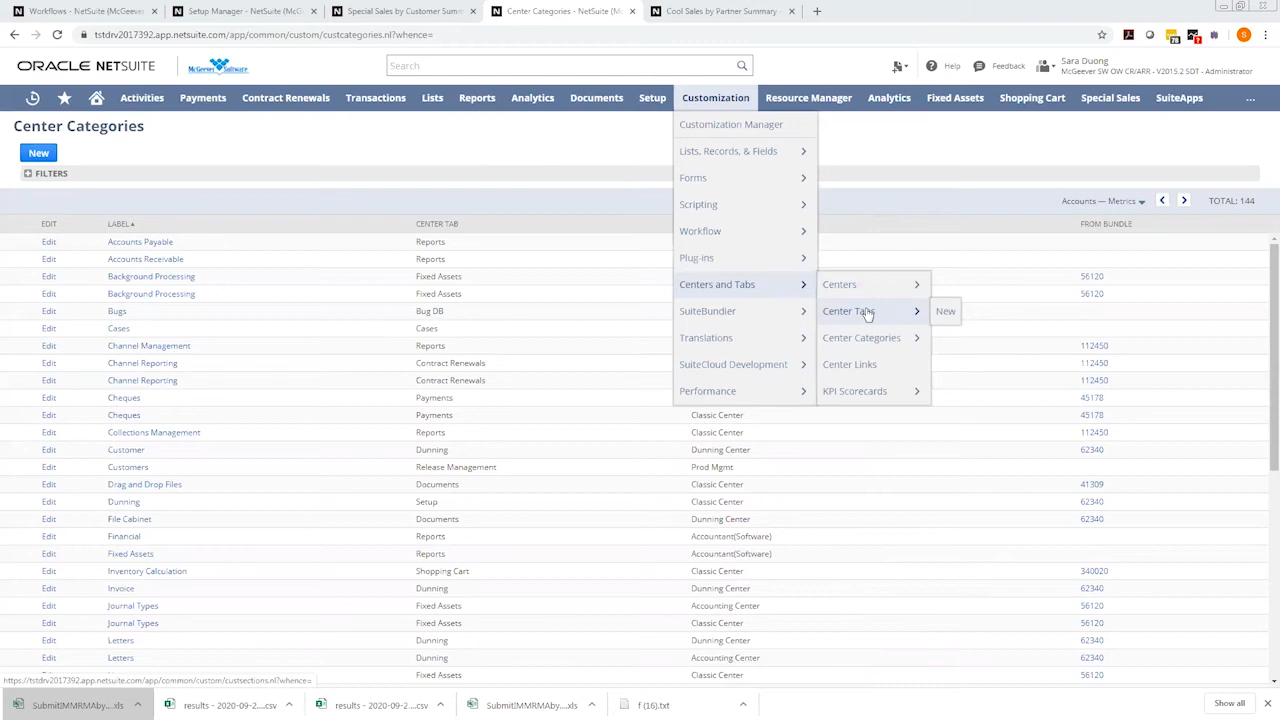 Workflows - NetSuite (McGeever
Setup Manager - NetSuite (McG
Special Sales by Customer Summ
Center Categories - NetSuite (M
Cool Sales by Partner Summary -
tstdrv2017392.app.netsuite.com/app/common/custom/custcategories.nl?whence=
ORACLE NETSUITE
McGeever Software
Search
Help
Feedback
Sara Duong
McGeever SW OW CR/ARR - V2015.2 SDT - Administrator
Activities Payments Contract Renewals Transactions Lists Reports Analytics Documents Setup Customization Resource Manager Analytics Fixed Assets Shopping Cart Special Sales SuiteApps ...
Center Categories
New
FILTERS
Customization Manager
Lists, Records, & Fields
Forms
Scripting
Workflow
Plug-ins
Centers and Tabs
SuiteBundler
Translations
SuiteCloud Development
Performance
Centers
Center Tabs
Center Categories
Center Links
KPI Scorecards
New
Accounts — Metrics
TOTAL: 144
EDIT LABEL CENTER TAB FROM BUNDLE
Edit Accounts Payable Reports
Edit Accounts Receivable Reports
Edit Background Processing Fixed Assets 56120
Edit Background Processing Fixed Assets 56120
Edit Bugs Bug DB
Edit Cases Cases
Edit Channel Management Reports 112450
Edit Channel Reporting Contract Renewals 112450
Edit Channel Reporting Contract Renewals 112450
Edit Cheques Payments 45178
Edit Cheques Payments Classic Center 45178
Edit Collections Management Reports Classic Center 112450
Edit Customer Dunning Dunning Center 62340
Edit Customers Release Management Prod Mgmt
Edit Drag and Drop Files Documents Classic Center 41309
Edit Dunning Setup Classic Center 62340
Edit File Cabinet Documents Dunning Center 62340
Edit Financial Reports Accountant(Software)
Edit Fixed Assets Reports Accountant(Software)
Edit Inventory Calculation Shopping Cart Classic Center 340020
Edit Invoice Dunning Dunning Center 62340
Edit Journal Types Fixed Assets Accounting Center 56120
Edit Journal Types Fixed Assets Classic Center 56120
Edit Letters Dunning Dunning Center 62340
Edit Letters Dunning Accounting Center 62340
Edit Fixed Assets Classic Center 56120
https://tstdrv2017392.app.netsuite.com/app/common/custom/custsections.nl?whence=
SubmitIMMRMAby....xls
results - 2020-09-2....csv
results - 2020-09-2....csv
SubmitIMMRMAby....xls
f (16).txt
Show all